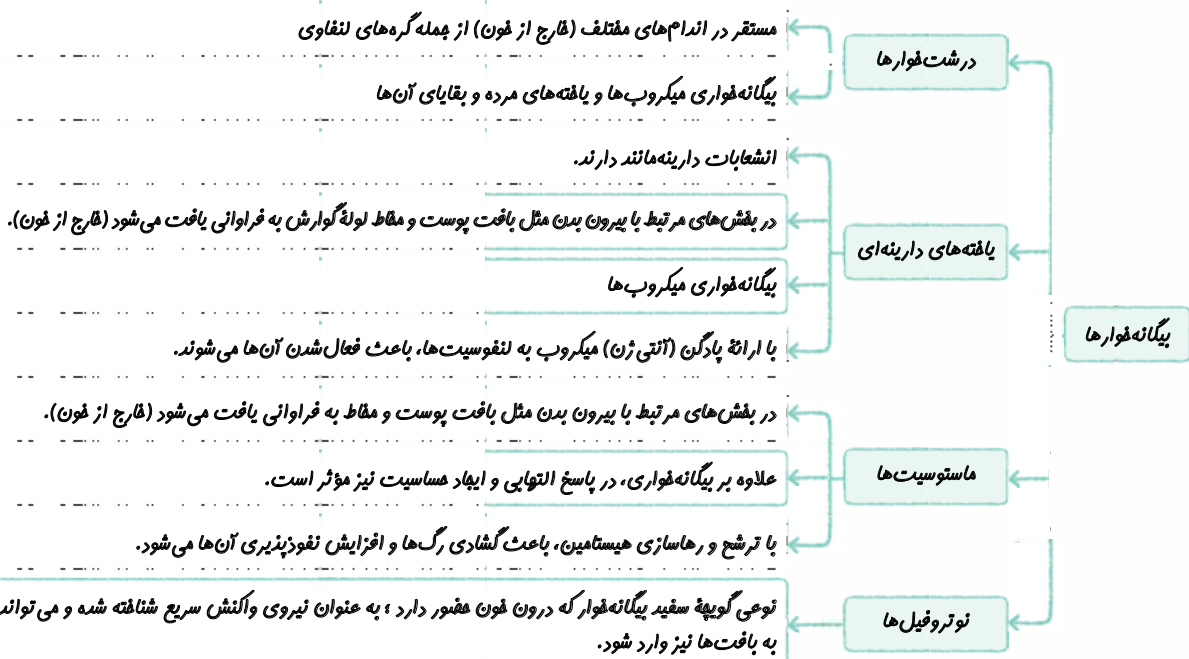 بیگانه‌خوارها
درشت‌خوارها
مستقر در اندام‌های مختلف (خارج از خون) از جمله گره‌های لنفاوی
بیگانه‌خواری میکروب‌ها و یاخته‌های مرده و بقایای آن‌ها
یاخته‌های دارینه‌ای
انشعابات دارینه‌مانند دارند.
در بخش‌های مرتبط با بیرون بدن مثل بافت پوست و مخاط لولهٔ گوارش به فراوانی یافت می‌شود (خارج از خون).
بیگانه‌خواری میکروب‌ها
با ارائهٔ پادگن (آنتی‌ژن) میکروب به لنفوسیت‌ها، باعث فعال‌شدن آن‌ها می‌شوند.
ماستوسیت‌ها
در بخش‌های مرتبط با بیرون بدن مثل بافت پوست و مخاط به فراوانی یافت می‌شود (خارج از خون).
علاوه بر بیگانه‌خواری، در پاسخ التهابی و ایجاد حساسیت نیز مؤثر است.
با ترشح و رهاسازی هیستامین، باعث گشادی رگ‌ها و افزایش نفوذپذیری آن‌ها می‌شود.
نوتروفیل‌ها
نوعی گویچهٔ سفید بیگانه‌خوار که درون خون حضور دارد ؛ به عنوان نیروی واکنش سریع شناخته شده و می‌تواند
به بافت‌ها نیز وارد شود.